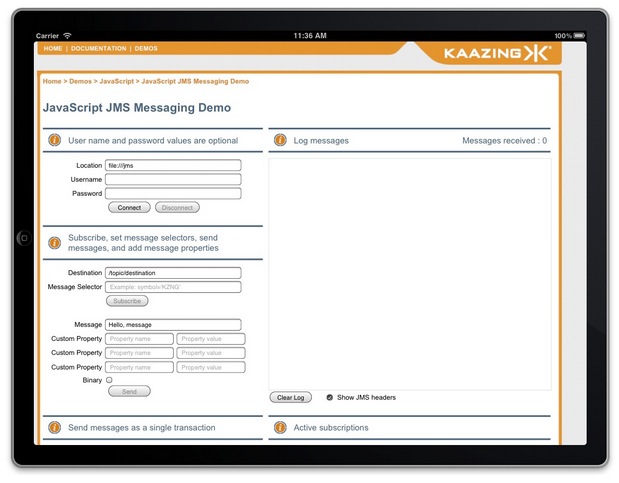 Carrier 11:36 AM 100%
HOME | DOCUMENTATION | DEMOS
KAAZING
Home > Demos > JavaScript > JavaScript JMS Messaging Demo
JavaScript JMS Messaging Demo
User name and password values are optional
Location file:///jms
Username
Password
Connect Disconnect
Subscribe, set message selectors, send
messages, and add message properties
Destination /topic/destination
Message Selector Example: symbol='KZNG'
Subscribe
Message Hello, message
Custom Property Property name Property value
Custom Property Property name Property value
Custom Property Property name Property value
Binary
Send
Send messages as a single transaction
Log messages Messages received : 0
Clear Log Show JMS headers
Active subscriptions